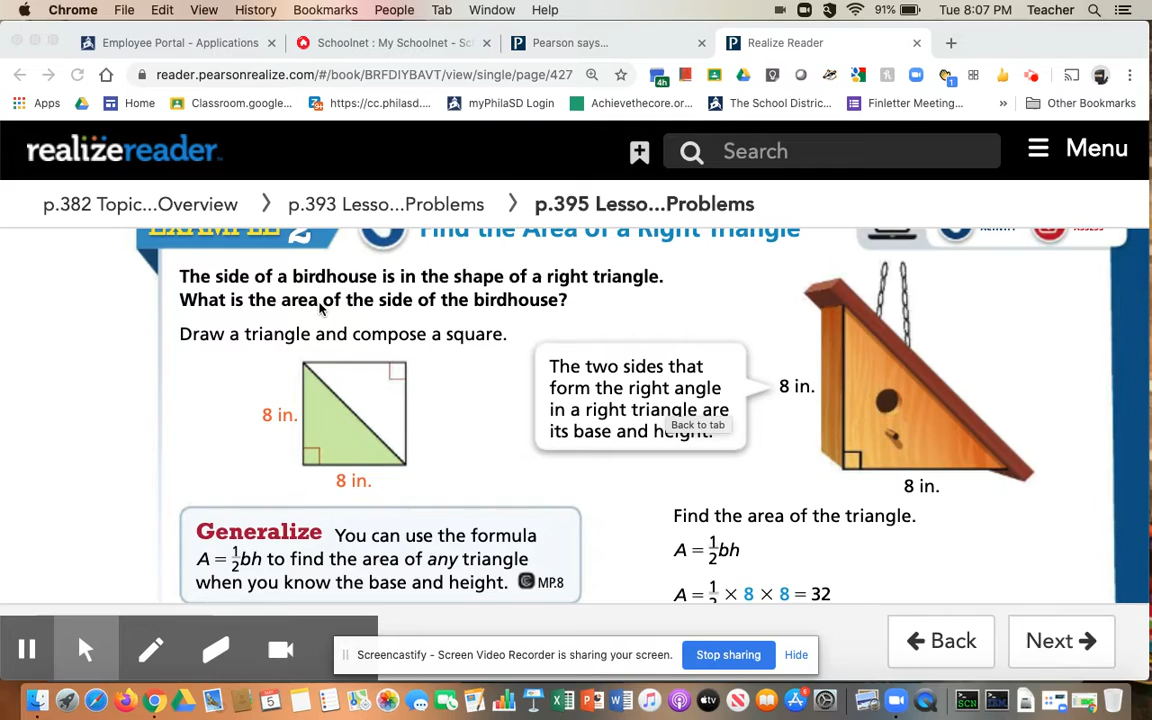 Chrome File Edit View History Bookmarks People Tab Window Help 91% Tue 8:07 PM Teacher
Employee Portal - Applications Schoolnet : My Schoolnet - Sc Pearson says... Realize Reader
reader.pearsonrealize.com/#/book/BRFDIYBAVT/view/single/page/427 4h 1
Apps Home Classroom.google... https://cc.philasd.... myPhilaSD Login Achievethecore.or... The School Distric... Finletter Meeting... » Other Bookmarks
realizereader. Search Menu
p.382 Topic...Overview p.393 Lesso...Problems p.395 Lesso...Problems
EXAMPLE 2 Find the Area of a Right Triangle
The side of a birdhouse is in the shape of a right triangle.
What is the area of the side of the birdhouse?
Draw a triangle and compose a square.
8 in.
8 in.
The two sides that
form the right angle
in a right triangle are
its base and height.
Back to tab
8 in.
8 in.
Generalize You can use the formula
A = 1/2 bh to find the area of any triangle
when you know the base and height. MP.8
Find the area of the triangle.
A = 1/2 bh
A = 1/2 × 8 × 8 = 32
Back Next
Screencastify - Screen Video Recorder is sharing your screen. Stop sharing Hide